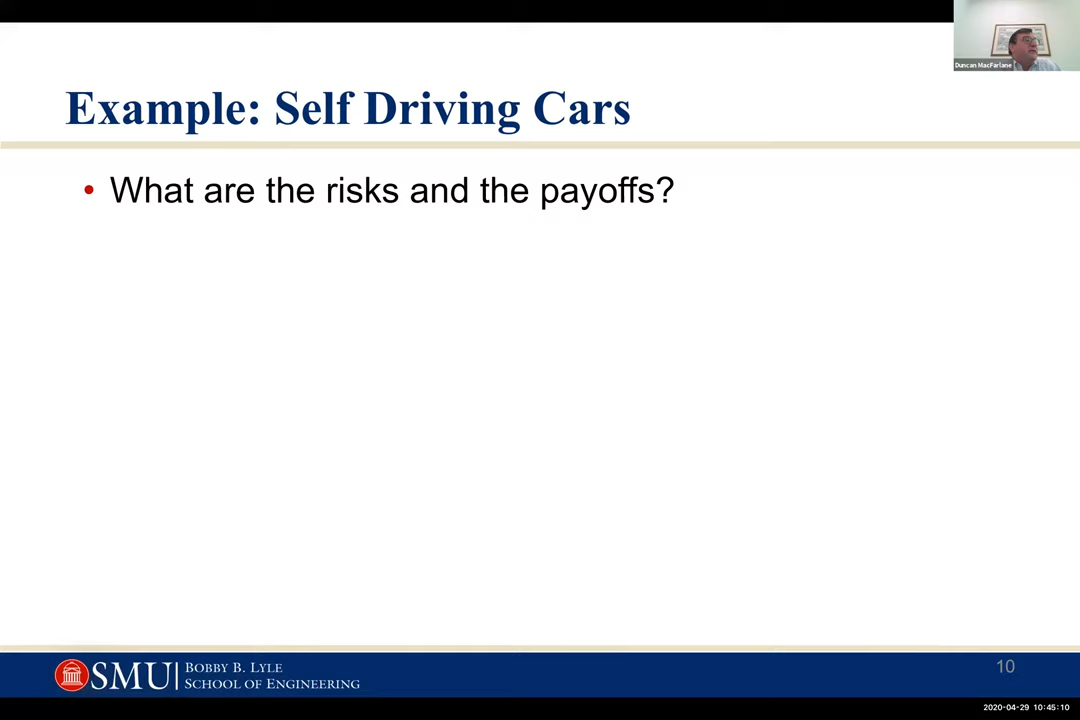 Duncan MacFarlane
Example: Self Driving Cars
• What are the risks and the payoffs?
SMU
BOBBY B. LYLE
SCHOOL OF ENGINEERING
10
2020-04-29 10:45:10